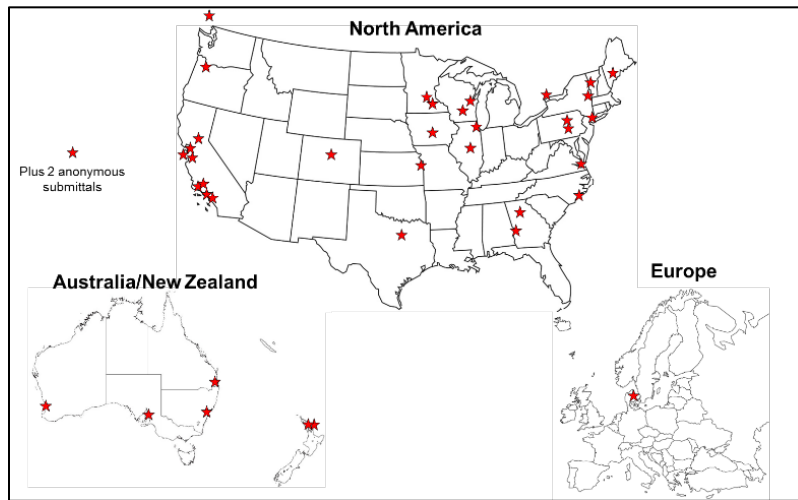 North America
Plus 2 anonymous
submittals
Australia/New Zealand
Europe